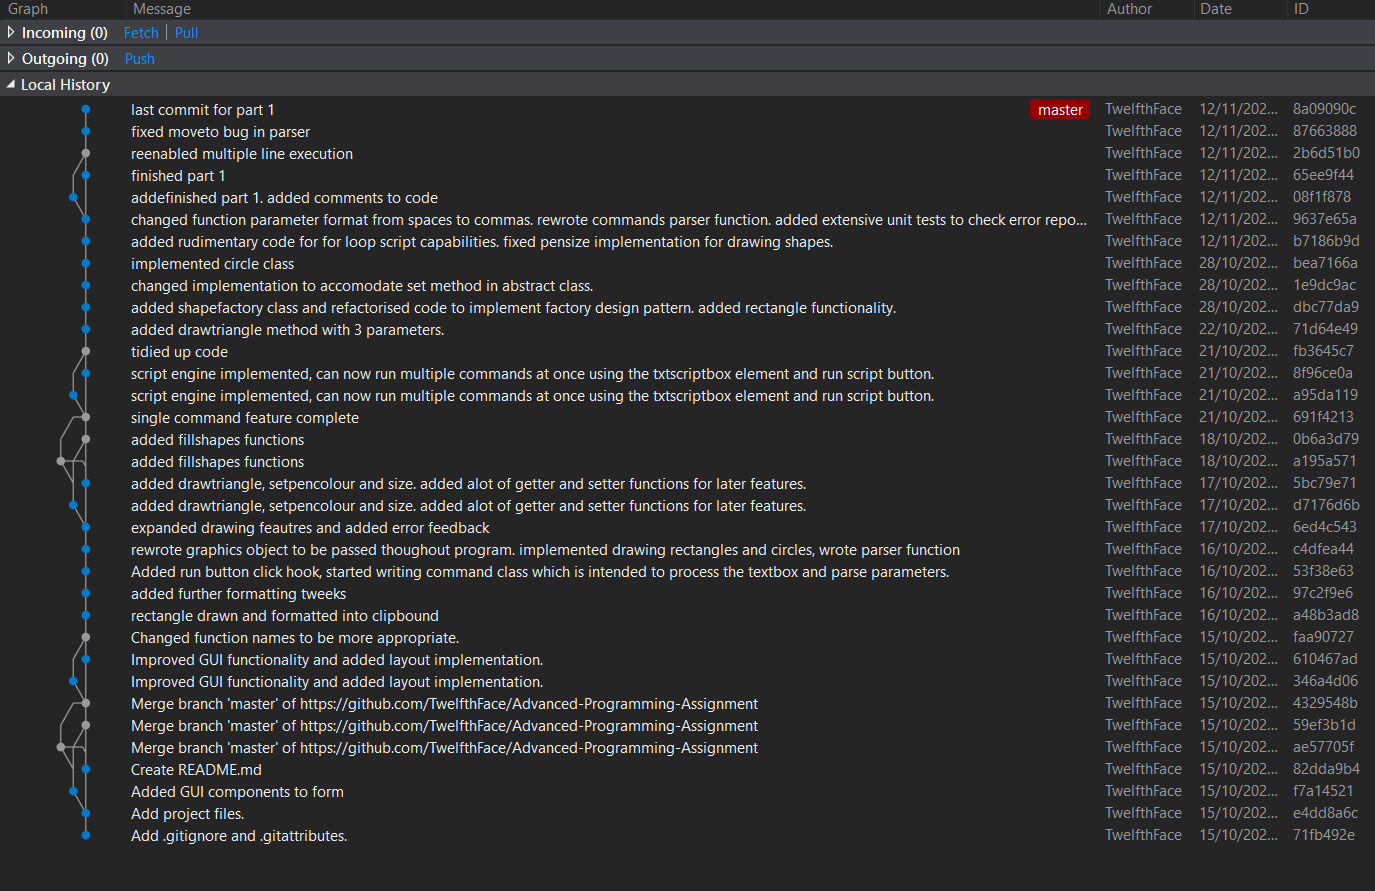 Graph Message Author Date ID
Incoming (0) Fetch | Pull
Outgoing (0) Push
Local History
last commit for part 1 master TwelfthFace 12/11/202... 8a09090c
fixed moveto bug in parser TwelfthFace 12/11/202... 87663888
reenabled multiple line execution TwelfthFace 12/11/202... 2b6d51b0
finished part 1 TwelfthFace 12/11/202... 65ee9f44
addefinished part 1. added comments to code TwelfthFace 12/11/202... 08f1f878
changed function parameter format from spaces to commas. rewrote commands parser function. added extensive unit tests to check error repo... TwelfthFace 12/11/202... 9637e65a
added rudimentary code for for loop script capabilities. fixed pensize implementation for drawing shapes. TwelfthFace 12/11/202... b7186b9d
implemented circle class TwelfthFace 28/10/202... bea7166a
changed implementation to accomodate set method in abstract class. TwelfthFace 28/10/202... 1e9dc9ac
added shapefactory class and refactorised code to implement factory design pattern. added rectangle functionality. TwelfthFace 28/10/202... dbc77da9
added drawtriangle method with 3 parameters. TwelfthFace 22/10/202... 71d64e49
tidied up code TwelfthFace 21/10/202... fb3645c7
script engine implemented, can now run multiple commands at once using the txtscriptbox element and run script button. TwelfthFace 21/10/202... 8f96ce0a
script engine implemented, can now run multiple commands at once using the txtscriptbox element and run script button. TwelfthFace 21/10/202... a95da119
single command feature complete TwelfthFace 21/10/202... 691f4213
added fillshapes functions TwelfthFace 18/10/202... 0b6a3d79
added fillshapes functions TwelfthFace 18/10/202... a195a571
added drawtriangle, setpencolour and size. added alot of getter and setter functions for later features. TwelfthFace 17/10/202... 5bc79e71
added drawtriangle, setpencolour and size. added alot of getter and setter functions for later features. TwelfthFace 17/10/202... d7176d6b
expanded drawing feautres and added error feedback TwelfthFace 17/10/202... 6ed4c543
rewrote graphics object to be passed thoughout program. implemented drawing rectangles and circles, wrote parser function TwelfthFace 16/10/202... c4dfea44
Added run button click hook, started writing command class which is intended to process the textbox and parse parameters. TwelfthFace 16/10/202... 53f38e63
added further formatting tweeks TwelfthFace 16/10/202... 97c2f9e6
rectangle drawn and formatted into clipbound TwelfthFace 16/10/202... a48b3ad8
Changed function names to be more appropriate. TwelfthFace 15/10/202... faa90727
Improved GUI functionality and added layout implementation. TwelfthFace 15/10/202... 610467ad
Improved GUI functionality and added layout implementation. TwelfthFace 15/10/202... 346a4d06
Merge branch 'master' of https://github.com/TwelfthFace/Advanced-Programming-Assignment TwelfthFace 15/10/202... 4329548b
Merge branch 'master' of https://github.com/TwelfthFace/Advanced-Programming-Assignment TwelfthFace 15/10/202... 59ef3b1d
Merge branch 'master' of https://github.com/TwelfthFace/Advanced-Programming-Assignment TwelfthFace 15/10/202... ae57705f
Create README.md TwelfthFace 15/10/202... 82dda9b4
Added GUI components to form TwelfthFace 15/10/202... f7a14521
Add project files. TwelfthFace 15/10/202... e4dd8a6c
Add .gitignore and .gitattributes. TwelfthFace 15/10/202... 71fb492e